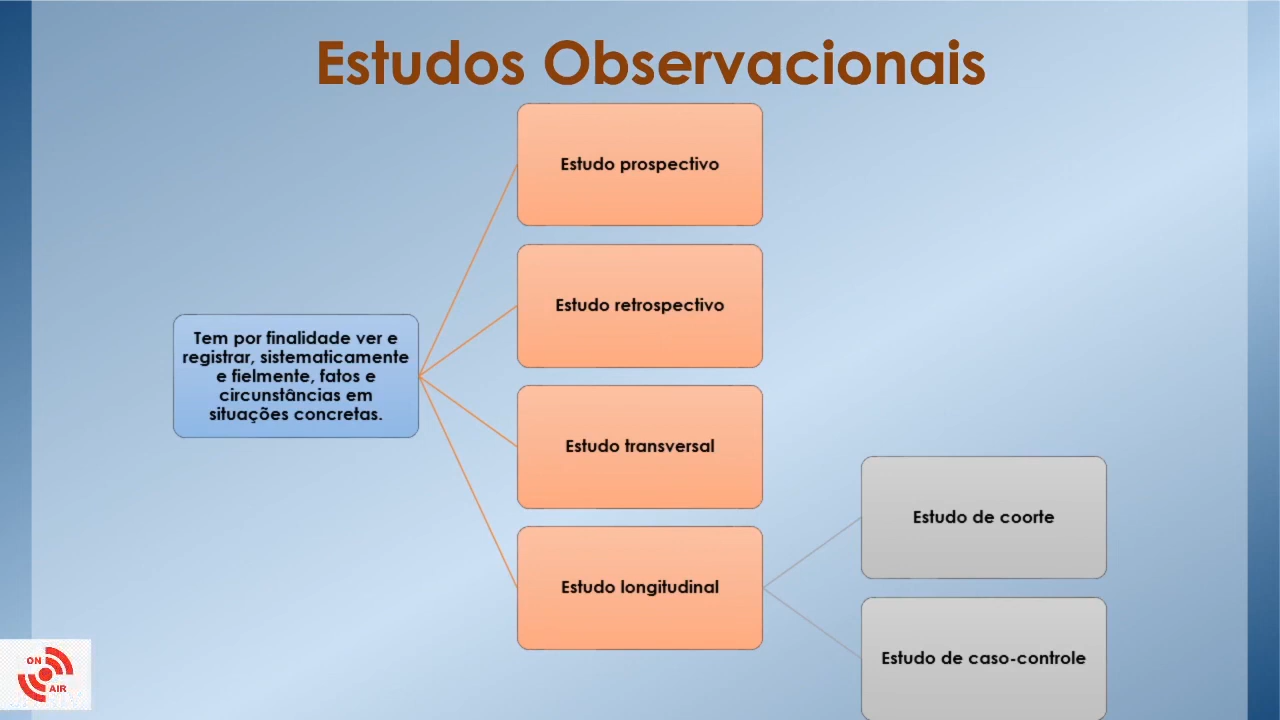 Estudos Observacionais
Estudo prospectivo
Estudo retrospectivo
Tem por finalidade ver e
registrar, sistematicamente
e fielmente, fatos e
circunstâncias em
situações concretas.
Estudo transversal
Estudo de coorte
Estudo longitudinal
Estudo de caso-controle
ON
AIR